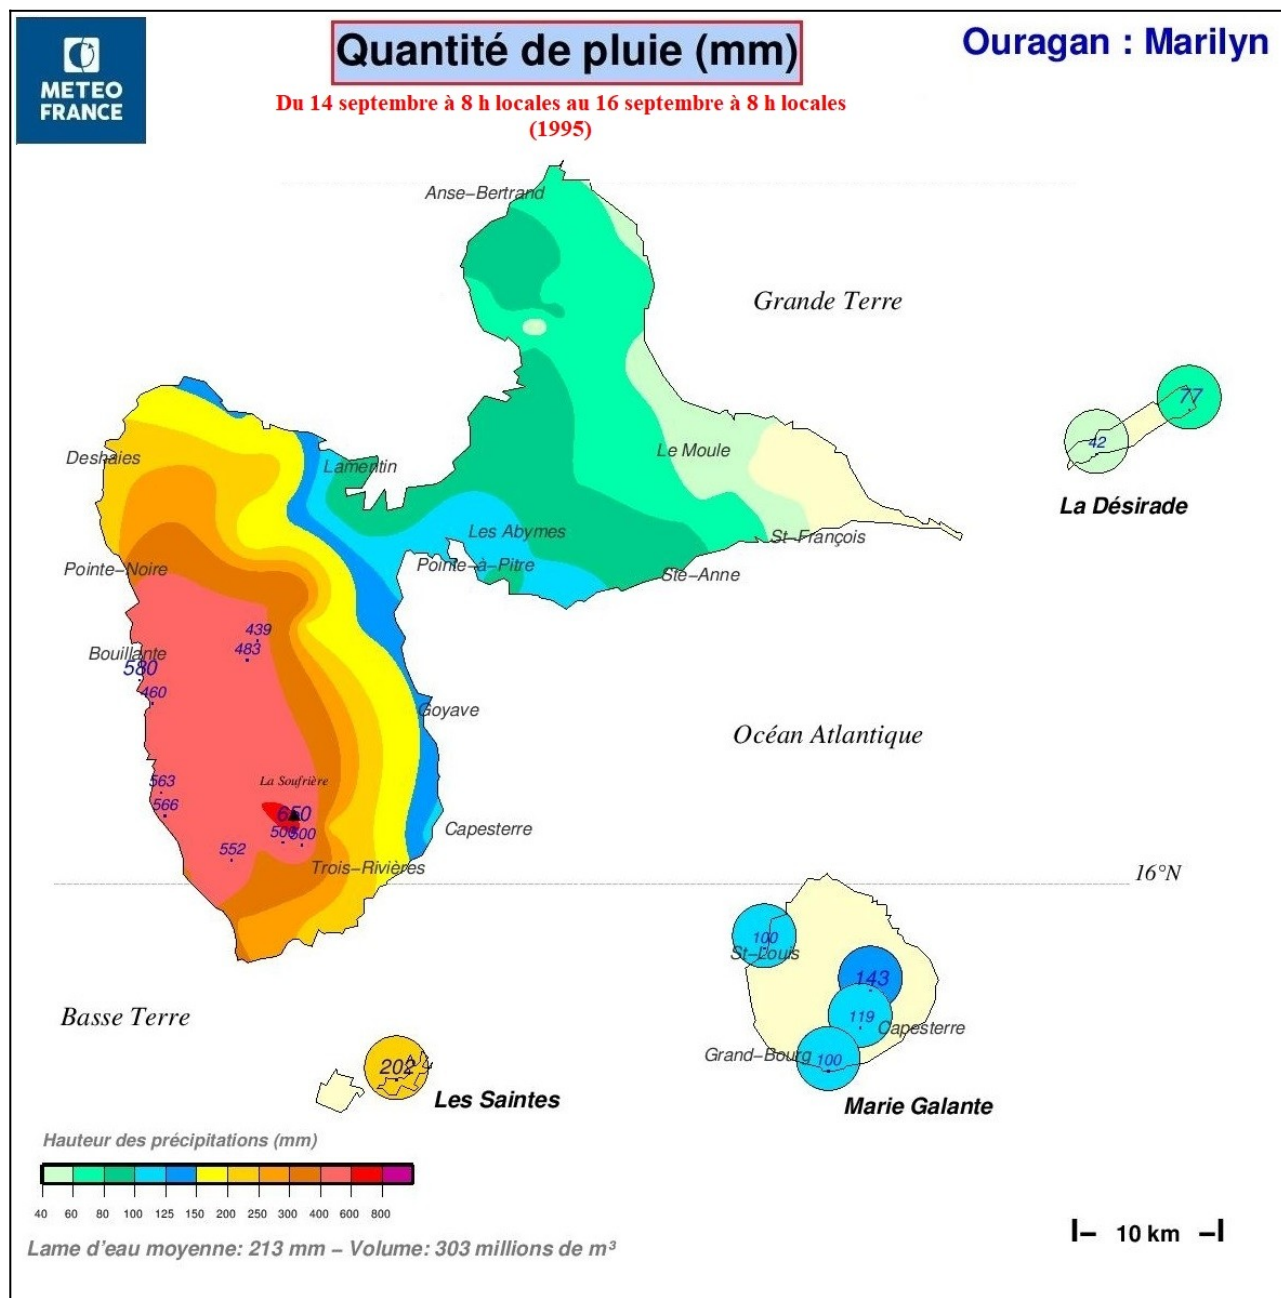 METEO
FRANCE
Quantité de pluie (mm)
Ouragan : Marilyn
Du 14 septembre à 8 h locales au 16 septembre à 8 h locales
(1995)
Anse−Bertrand
Grande Terre
77
42
Le Moule
Deshaies
Lamentin
La Désirade
Les Abymes
St−François
Pointe−à−Pitre
Pointe−Noire
Ste−Anne
439
483
Bouillante
580
460
Goyave
Océan Atlantique
563
La Soufrière
566
650
500
500
Capesterre
552
Trois−Rivières
16°N
100
St−Louis
143
119
Capesterre
Basse Terre
Grand−Bourg
100
202
Les Saintes
Marie Galante
Hauteur des précipitations (mm)
40 60 80 100 125 150 200 250 300 400 600 800
Lame d'eau moyenne: 213 mm − Volume: 303 millions de m³
10 km